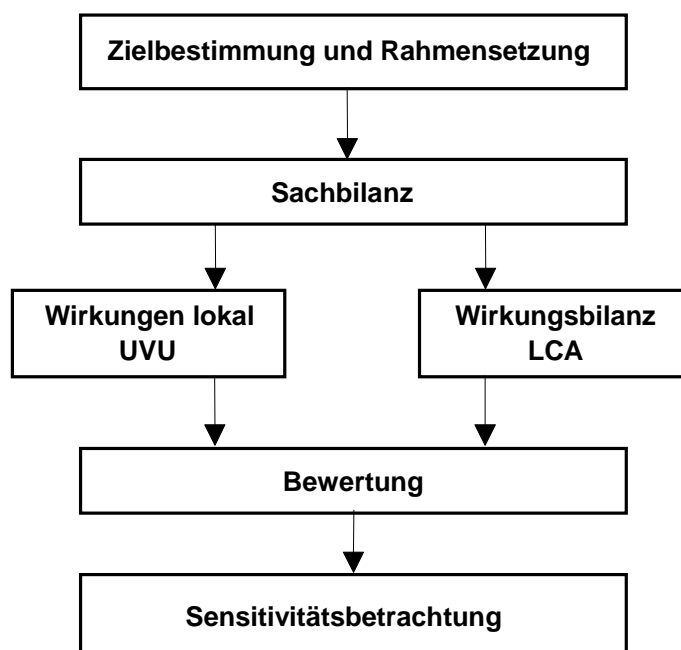 Zielbestimmung und Rahmensetzung
Sachbilanz
Wirkungen lokal
UVU
Wirkungsbilanz
LCA
Bewertung
Sensitivitätsbetrachtung